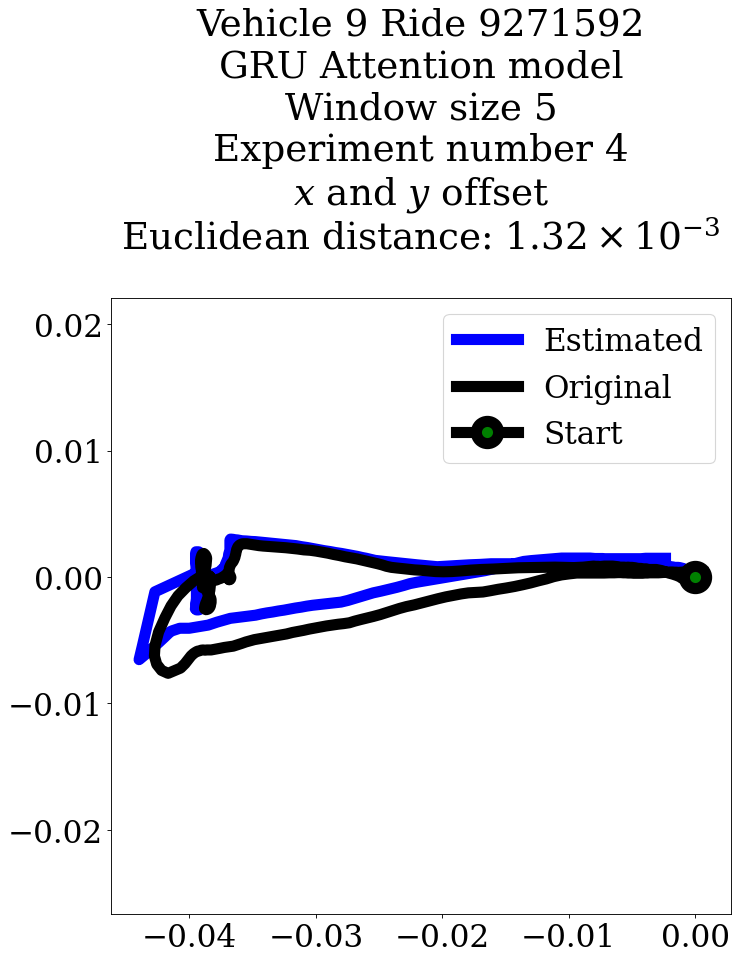 Vehicle 9 Ride 9271592
GRU Attention model
Window size 5
Experiment number 4
x and y offset
Euclidean distance: 1.32 × 10⁻³
Estimated
Original
Start
0.02
0.01
0.00
−0.01
−0.02
−0.04
−0.03
−0.02
−0.01
0.00